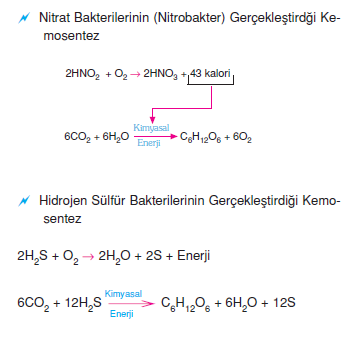 Nitrat Bakterilerinin (Nitrobakter) Gerçekleştirdği Ke-
mosentez
2HNO₂ + O₂ → 2HNO₃ + 43 kalori
6CO₂ + 6H₂O Kimyasal Enerji → C₆H₁₂O₆ + 6O₂
Hidrojen Sülfür Bakterilerinin Gerçekleştirdiği Kemo-
sentez
2H₂S + O₂ → 2H₂O + 2S + Enerji
6CO₂ + 12H₂S Kimyasal Enerji → C₆H₁₂O₆ + 6H₂O + 12S